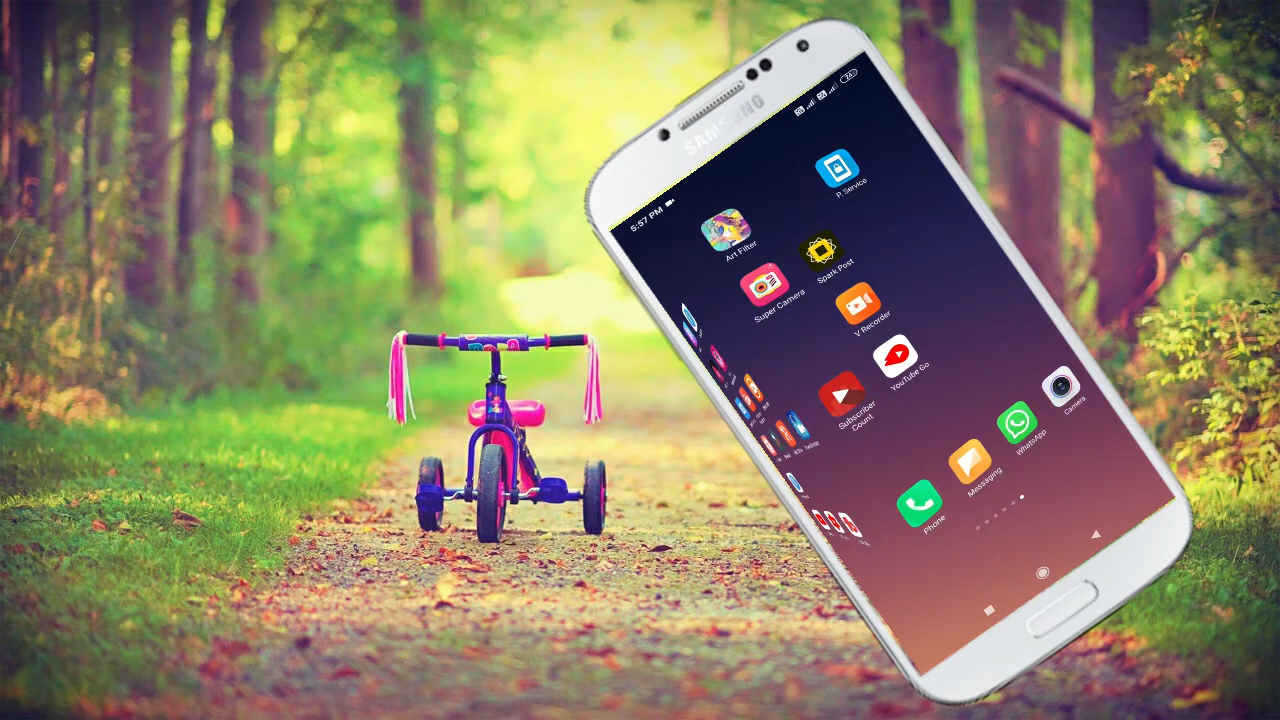 SAMSUNG
5:57 PM
P. Service
Art Filter
Spark Post
Super Camera
V Recorder
YouTube Go
Subscriber
Count
Camera
WhatsApp
Messaging
Phone